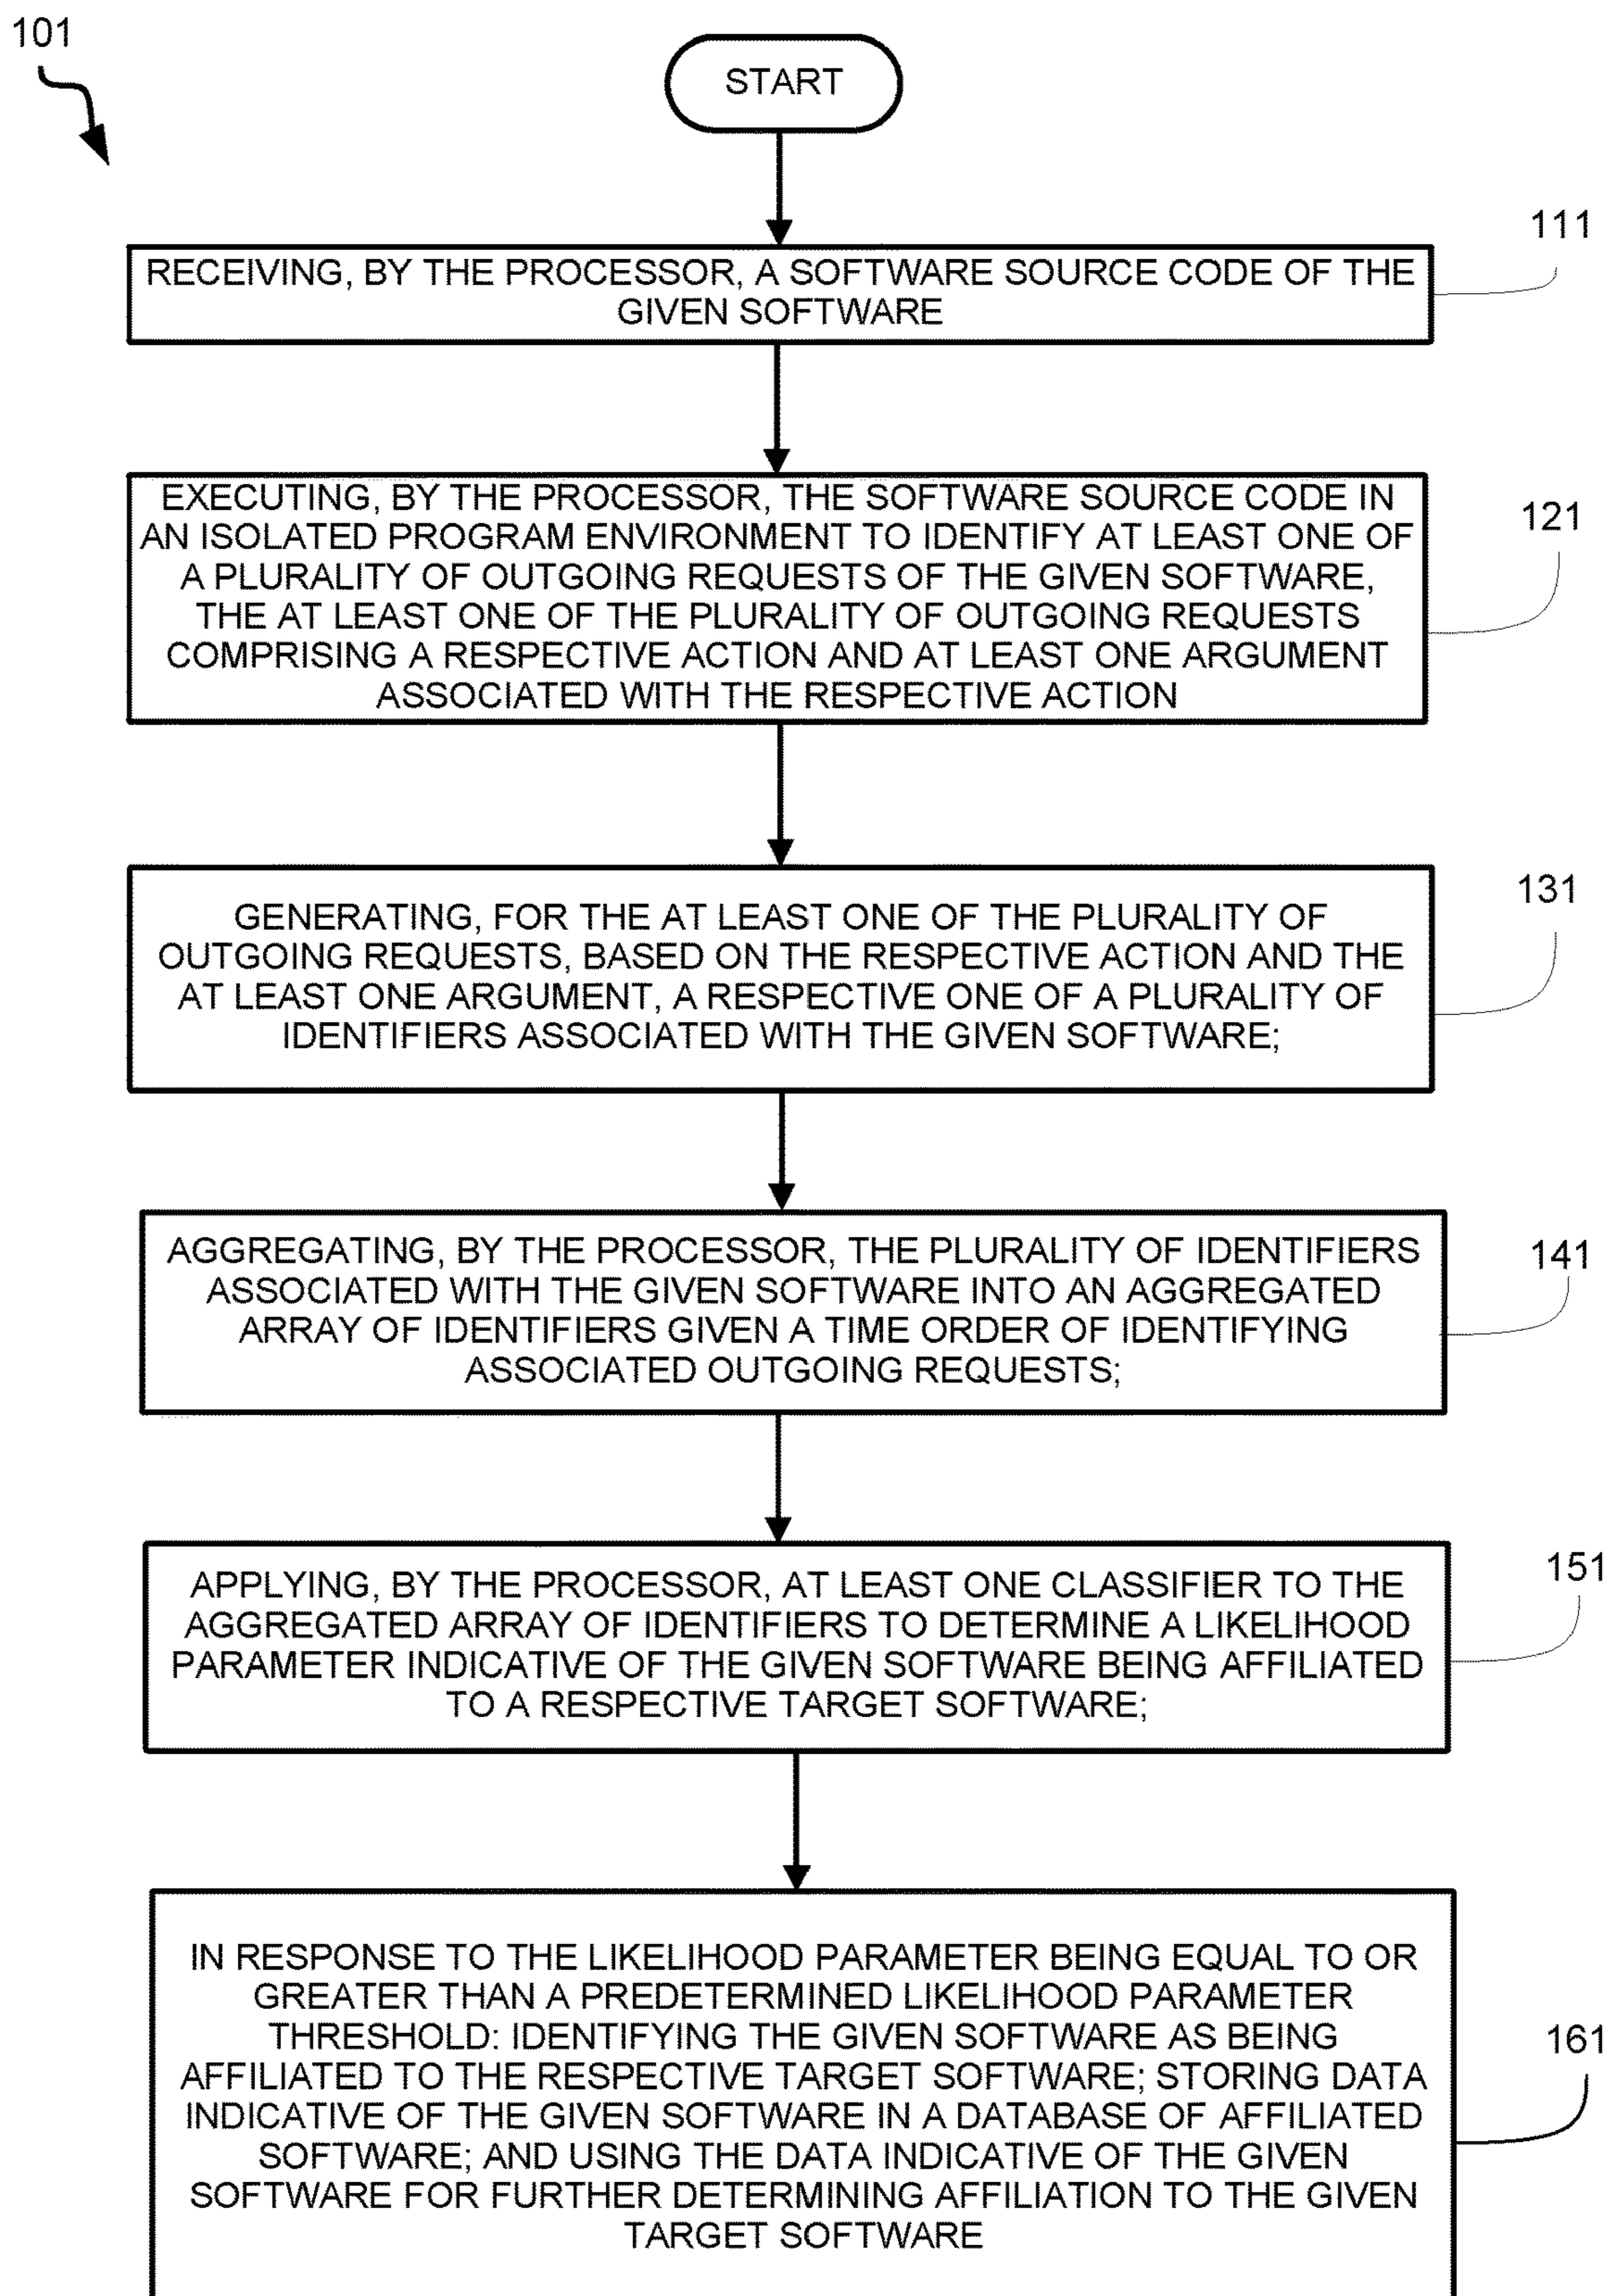 101
START
111
RECEIVING, BY THE PROCESSOR, A SOFTWARE SOURCE CODE OF THE
GIVEN SOFTWARE
EXECUTING, BY THE PROCESSOR, THE SOFTWARE SOURCE CODE IN
AN ISOLATED PROGRAM ENVIRONMENT TO IDENTIFY AT LEAST ONE OF
A PLURALITY OF OUTGOING REQUESTS OF THE GIVEN SOFTWARE,
THE AT LEAST ONE OF THE PLURALITY OF OUTGOING REQUESTS
COMPRISING A RESPECTIVE ACTION AND AT LEAST ONE ARGUMENT
ASSOCIATED WITH THE RESPECTIVE ACTION
121
GENERATING, FOR THE AT LEAST ONE OF THE PLURALITY OF
OUTGOING REQUESTS, BASED ON THE RESPECTIVE ACTION AND THE
AT LEAST ONE ARGUMENT, A RESPECTIVE ONE OF A PLURALITY OF
IDENTIFIERS ASSOCIATED WITH THE GIVEN SOFTWARE;
131
AGGREGATING, BY THE PROCESSOR, THE PLURALITY OF IDENTIFIERS
ASSOCIATED WITH THE GIVEN SOFTWARE INTO AN AGGREGATED
ARRAY OF IDENTIFIERS GIVEN A TIME ORDER OF IDENTIFYING
ASSOCIATED OUTGOING REQUESTS;
141
APPLYING, BY THE PROCESSOR, AT LEAST ONE CLASSIFIER TO THE
AGGREGATED ARRAY OF IDENTIFIERS TO DETERMINE A LIKELIHOOD
PARAMETER INDICATIVE OF THE GIVEN SOFTWARE BEING AFFILIATED
TO A RESPECTIVE TARGET SOFTWARE;
151
IN RESPONSE TO THE LIKELIHOOD PARAMETER BEING EQUAL TO OR
GREATER THAN A PREDETERMINED LIKELIHOOD PARAMETER
THRESHOLD: IDENTIFYING THE GIVEN SOFTWARE AS BEING
AFFILIATED TO THE RESPECTIVE TARGET SOFTWARE; STORING DATA
INDICATIVE OF THE GIVEN SOFTWARE IN A DATABASE OF AFFILIATED
SOFTWARE; AND USING THE DATA INDICATIVE OF THE GIVEN
SOFTWARE FOR FURTHER DETERMINING AFFILIATION TO THE GIVEN
TARGET SOFTWARE
161